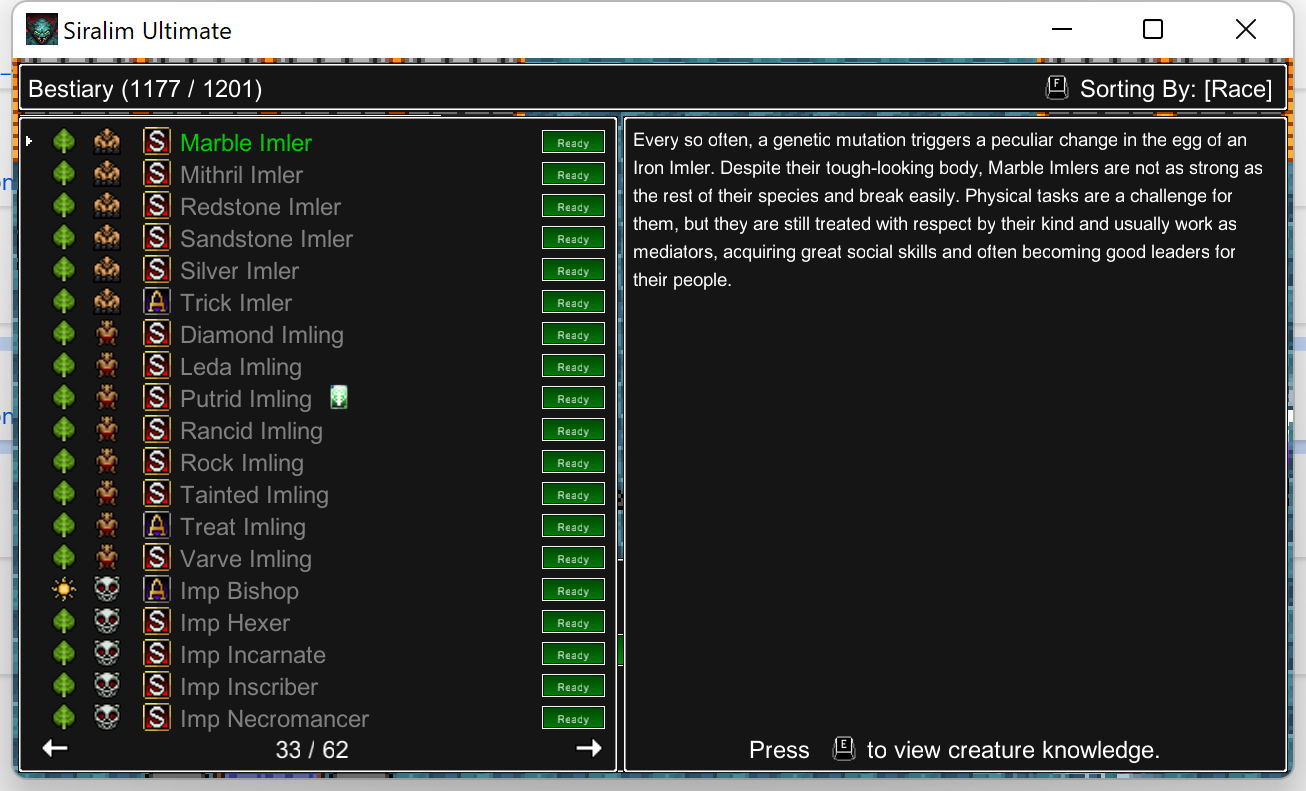 Siralim Ultimate
Bestiary (1177 / 1201)
F Sorting By: [Race]
S Marble Imler Ready
S Mithril Imler Ready
S Redstone Imler Ready
S Sandstone Imler Ready
S Silver Imler Ready
A Trick Imler Ready
S Diamond Imling Ready
S Leda Imling Ready
S Putrid Imling Ready
S Rancid Imling Ready
S Rock Imling Ready
S Tainted Imling Ready
A Treat Imling Ready
S Varve Imling Ready
A Imp Bishop Ready
S Imp Hexer Ready
S Imp Incarnate Ready
S Imp Inscriber Ready
S Imp Necromancer Ready
33 / 62
Every so often, a genetic mutation triggers a peculiar change in the egg of an
Iron Imler. Despite their tough-looking body, Marble Imlers are not as strong as
the rest of their species and break easily. Physical tasks are a challenge for
them, but they are still treated with respect by their kind and usually work as
mediators, acquiring great social skills and often becoming good leaders for
their people.
Press E to view creature knowledge.